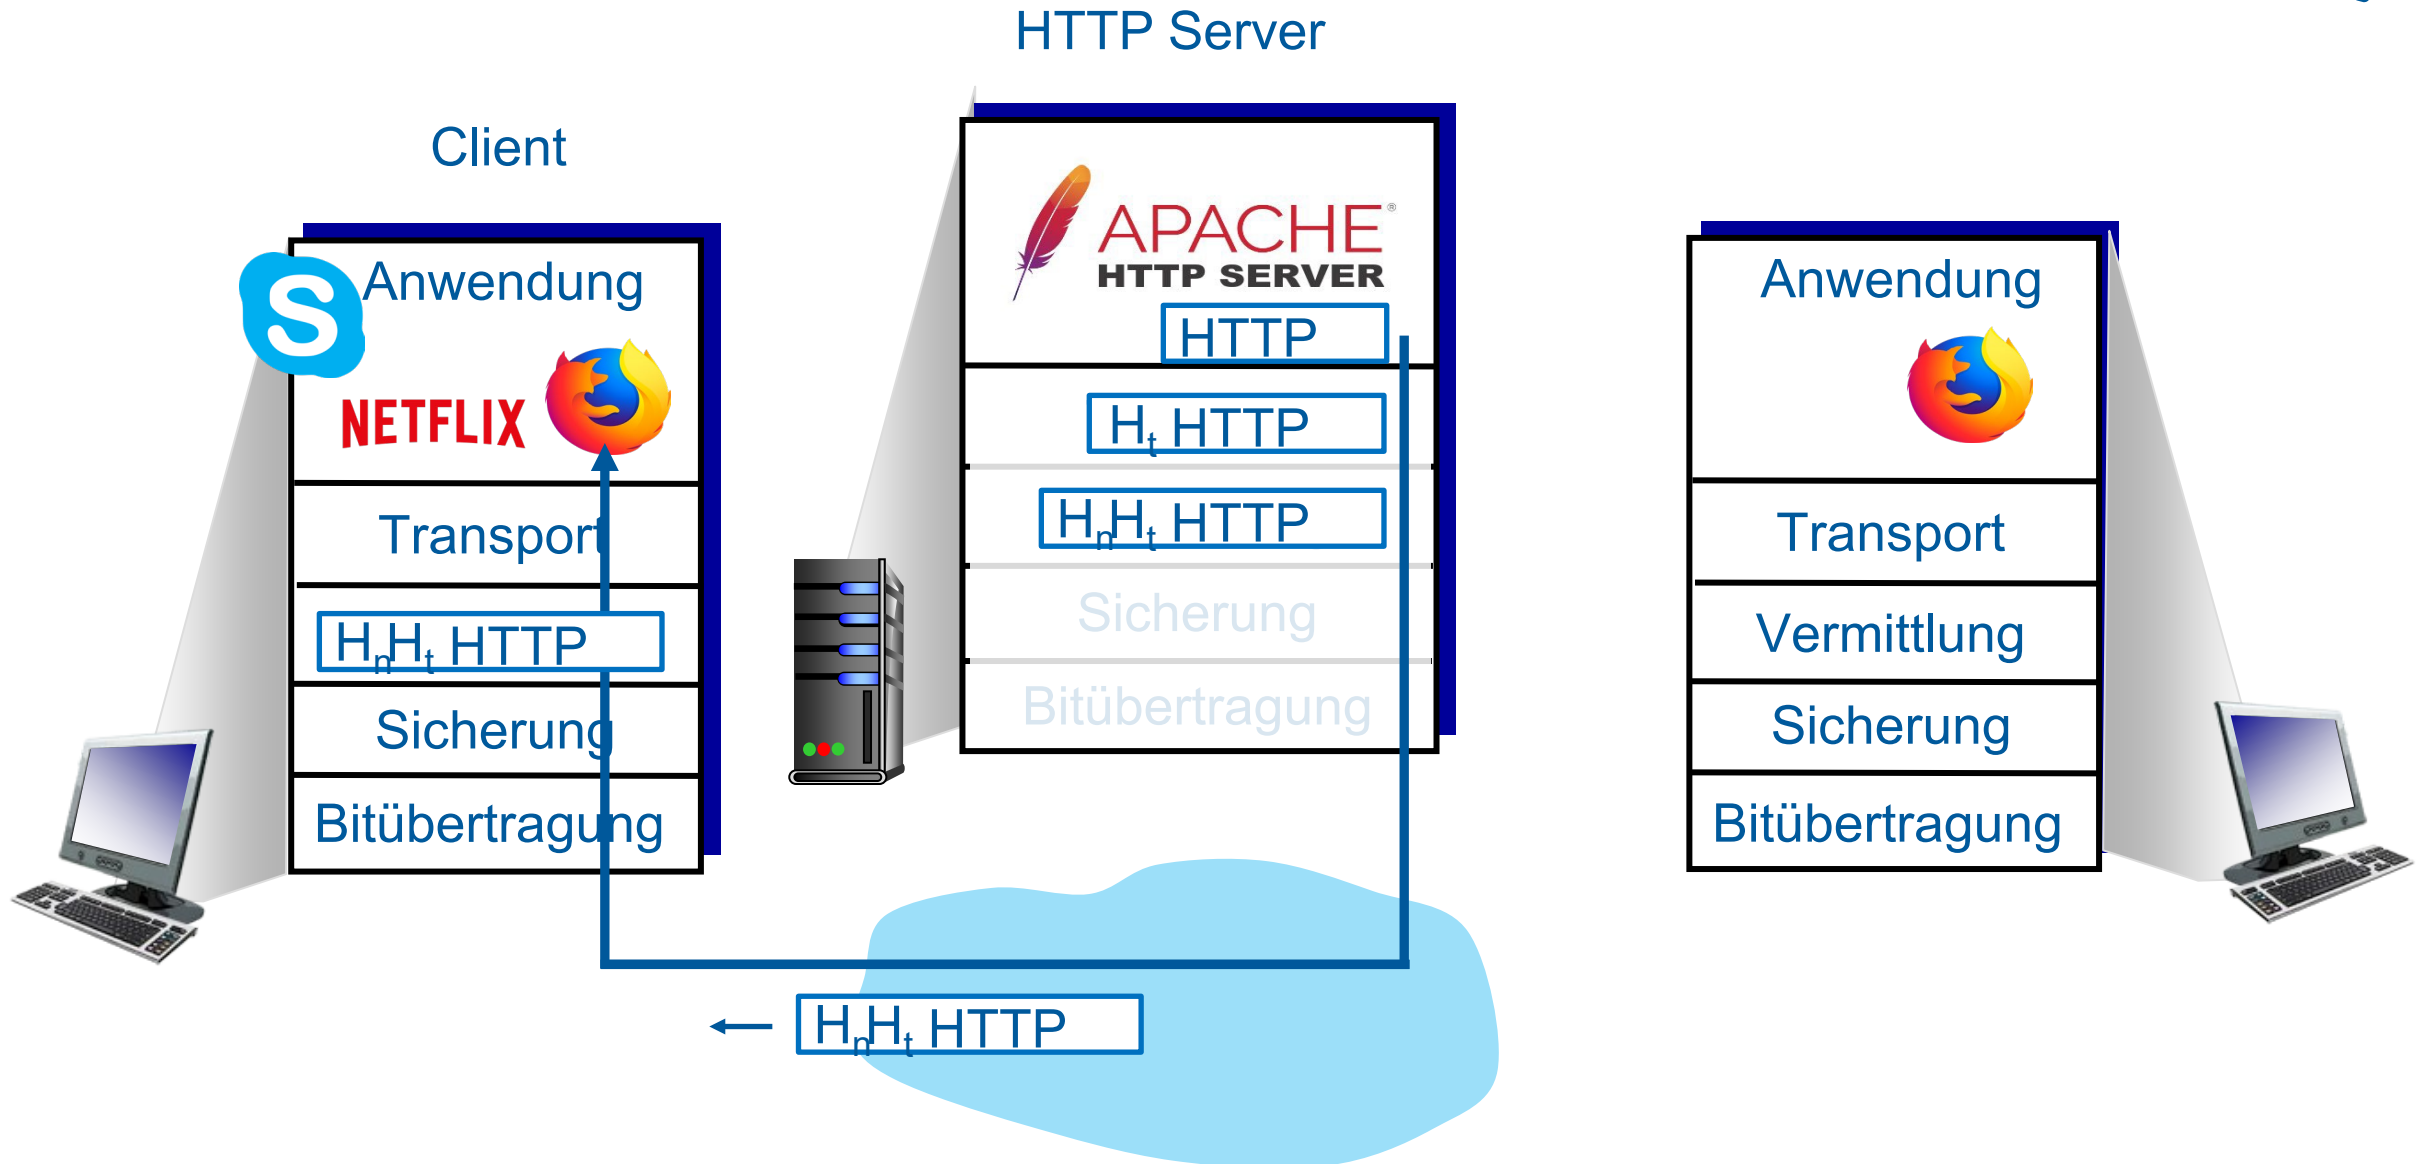 HTTP Server
Client
Anwendung
NETFLIX
Transport
HnHt HTTP
Sicherung
Bitübertragung
APACHE®
HTTP SERVER
HTTP
Ht HTTP
HnHt HTTP
Sicherung
Bitübertragung
Anwendung
Transport
Vermittlung
Sicherung
Bitübertragung
HnHt HTTP